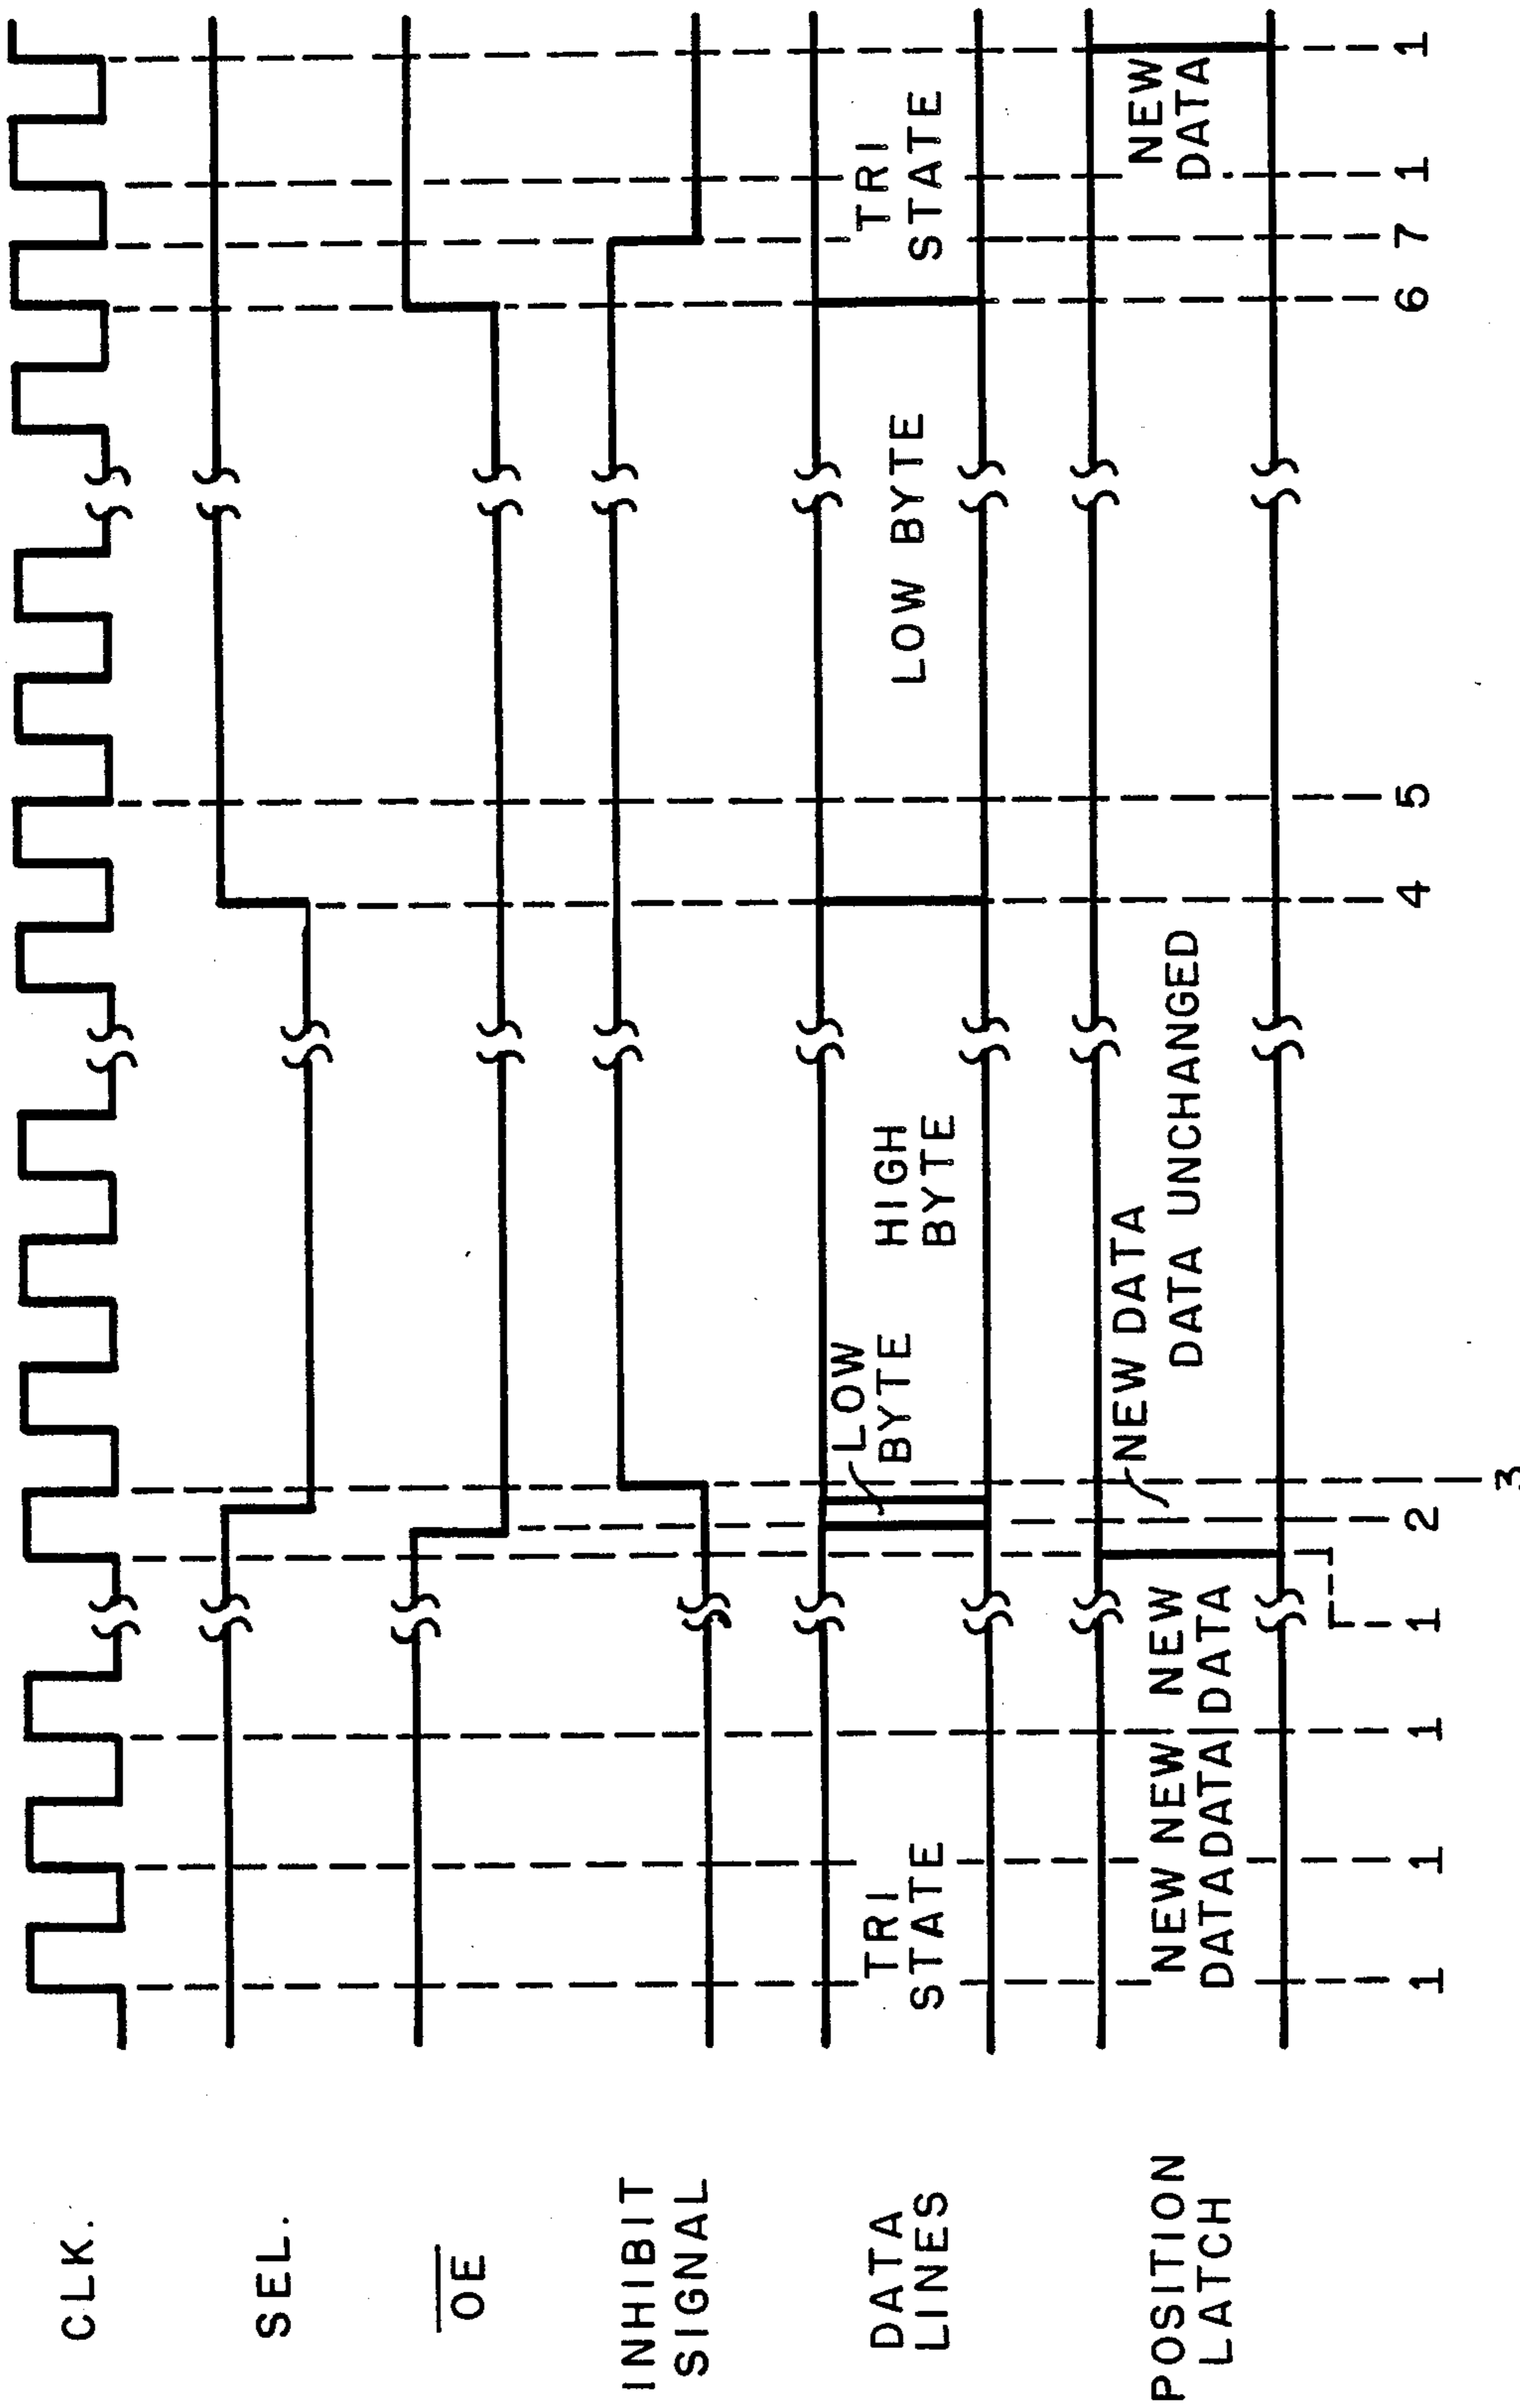 CLK.
SEL.
OE
INHIBIT
SIGNAL
DATA
LINES
TRI
STATE
LOW
BYTE
HIGH
BYTE
LOW BYTE
TRI
STATE
POSITION
LATCH
NEW NEW NEW
DATA DATA DATA
NEW DATA
DATA UNCHANGED
NEW
DATA
1 1 1 1 2 3 4 5 6 7 1 1